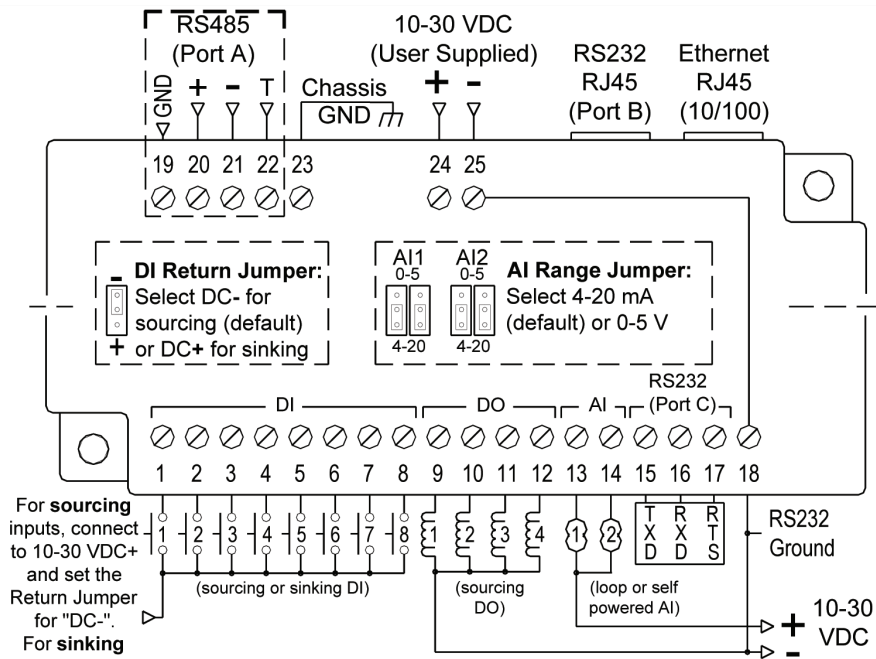 RS485
(Port A)
GND
+
-
T
Chassis
GND
10-30 VDC
(User Supplied)
+
-
RS232
RJ45
(Port B)
Ethernet
RJ45
(10/100)
19 20 21 22 23 24 25
-
+
DI Return Jumper:
Select DC- for
sourcing (default)
or DC+ for sinking
AI1
0-5
4-20
AI2
0-5
4-20
AI Range Jumper:
Select 4-20 mA
(default) or 0-5 V
DI
DO
AI
RS232
(Port C)
1 2 3 4 5 6 7 8 9 10 11 12 13 14 15 16 17 18
For sourcing
inputs, connect
to 10-30 VDC+
and set the
Return Jumper
for "DC-".
For sinking
1 2 3 4 5 6 7 8
(sourcing or sinking DI)
1 2 3 4
(sourcing
DO)
1 2
(loop or self
powered AI)
TXD
RXD
RTS
RS232
Ground
+
-
10-30
VDC